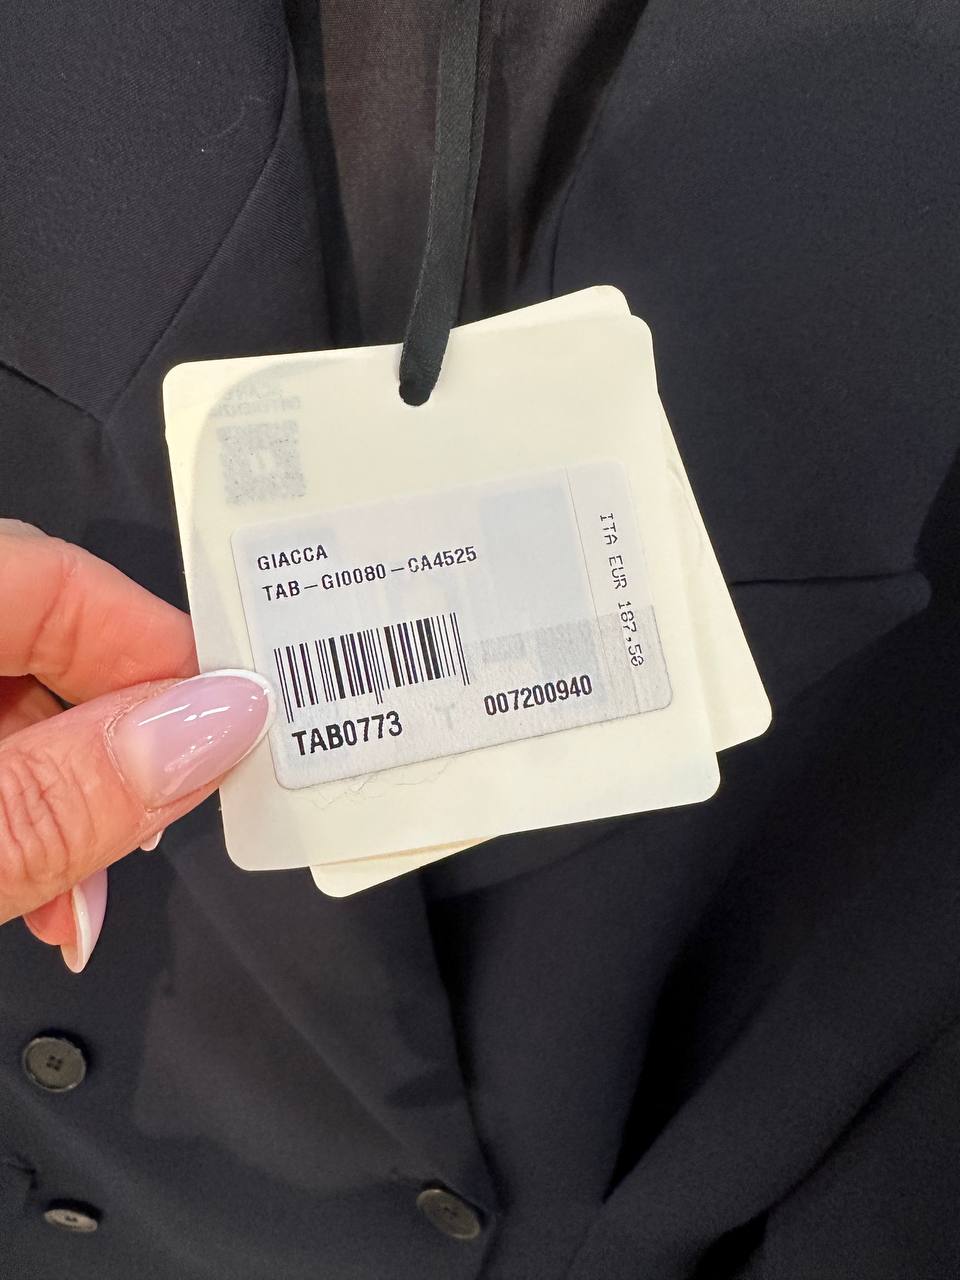 GIACCA
TAB-GI0080-CA4525
TAB0773
007200940
ITA EUR 187,50